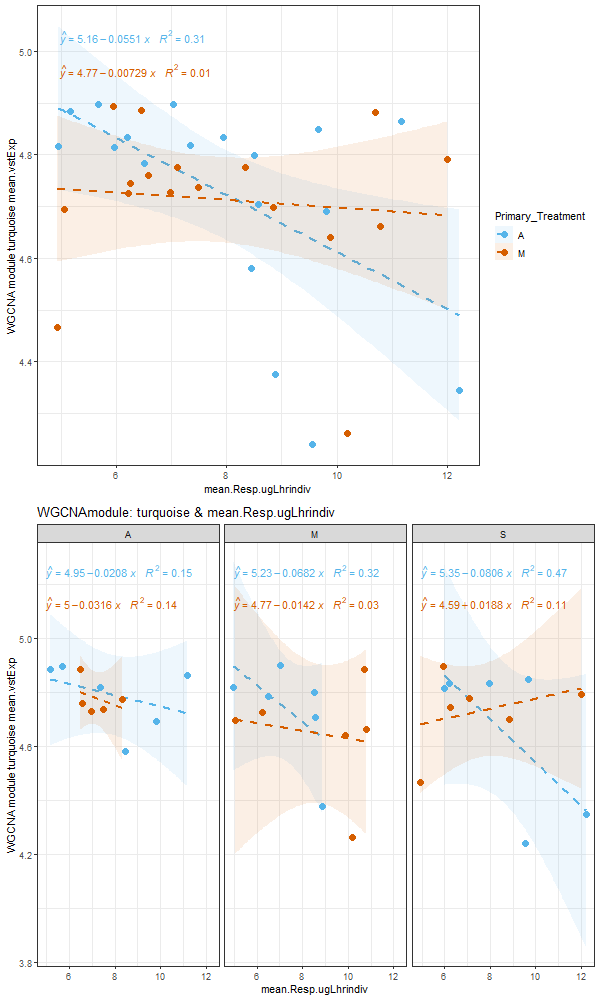 ŷ = 5.16 − 0.0551 x R² = 0.31
ŷ = 4.77 − 0.00729 x R² = 0.01
5.0
4.8
4.6
4.4
WGCNA module turquoise mean.vstExp
6 8 10 12
mean.Resp.ugLhrindiv
Primary_Treatment
A
M
WGCNAmodule: turquoise & mean.Resp.ugLhrindiv
A M S
ŷ = 4.95 − 0.0208 x R² = 0.15 ŷ = 5.23 − 0.0682 x R² = 0.32 ŷ = 5.35 − 0.0806 x R² = 0.47
ŷ = 5 − 0.0316 x R² = 0.14 ŷ = 4.77 − 0.0142 x R² = 0.03 ŷ = 4.59 + 0.0188 x R² = 0.11
5.0
4.6
4.2
3.8
WGCNA module turquoise mean.vstExp
6 8 10 12 6 8 10 12 6 8 10 12
mean.Resp.ugLhrindiv